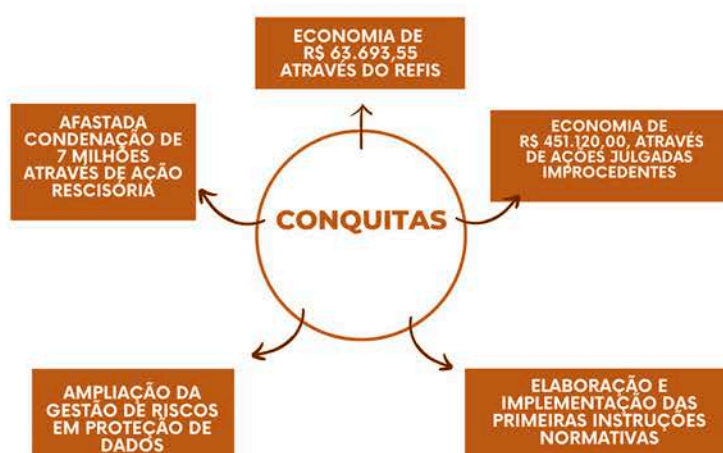 ECONOMIA DE
R$ 63.693,55
ATRAVÉS DO REFIS
AFASTADA
CONDENAÇÃO DE
7 MILHÕES
ATRAVÉS DE AÇÃO
RESCISÓRIA
ECONOMIA DE
R$ 451.120,00, ATRAVÉS
DE AÇÕES JULGADAS
IMPROCEDENTES
CONQUITAS
AMPLIAÇÃO DA
GESTÃO DE RISCOS
EM PROTEÇÃO DE
DADOS
ELABORAÇÃO E
IMPLEMENTAÇÃO DAS
PRIMEIRAS INSTRUÇÕES
NORMATIVAS